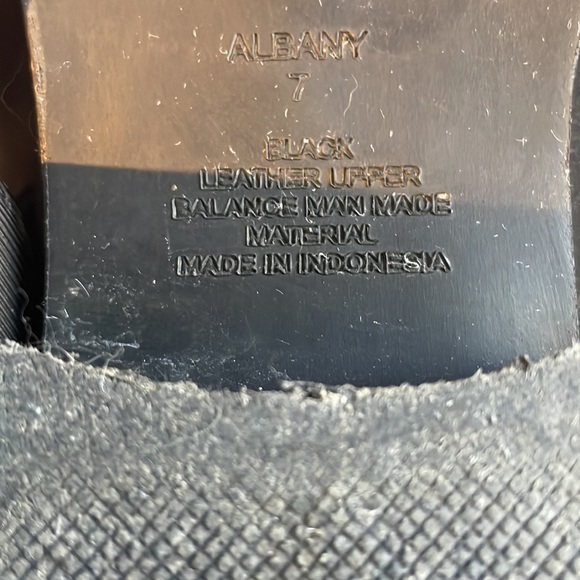 ALBANY
7
BLACK
LEATHER UPPER
BALANCE MAN MADE
MATERIAL
MADE IN INDONESIA